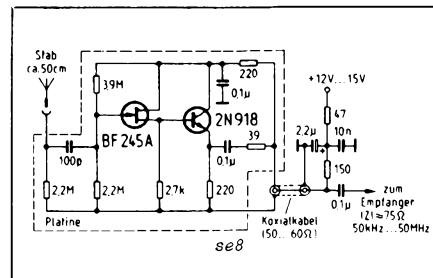 Stab
ca.50cm
3,9M
220
0,1µ
+12V...15V
BF 245A
2N918
47
2,2µ
10n
100p
0,1µ
39
150
2,2M
2,2M
2,7k
220
0,1µ
zum
Empfänger
|Z|≈75Ω
50kHz...50MHz
Platine
Koxialkabel
(50...60Ω)
se8